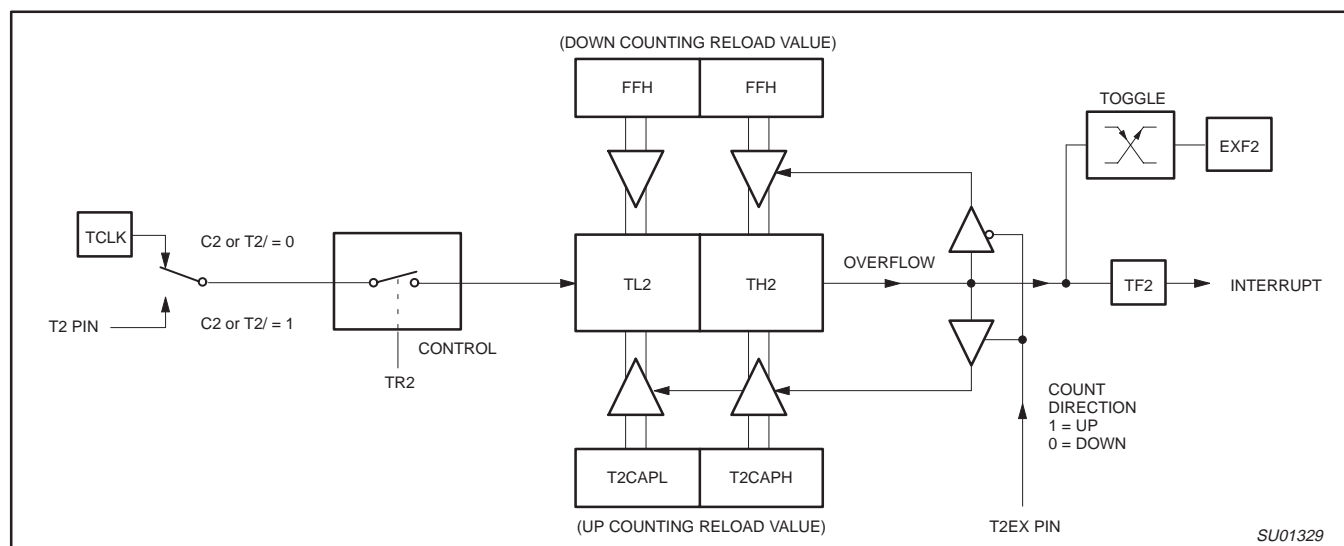 (DOWN COUNTING RELOAD VALUE)
FFH
FFH
TOGGLE
EXF2
TCLK
C2 or T2/ = 0
TL2
TH2
OVERFLOW
TF2
INTERRUPT
T2 PIN
C2 or T2/ = 1
CONTROL
TR2
COUNT
DIRECTION
1 = UP
0 = DOWN
T2CAPL
T2CAPH
(UP COUNTING RELOAD VALUE)
T2EX PIN
SU01329